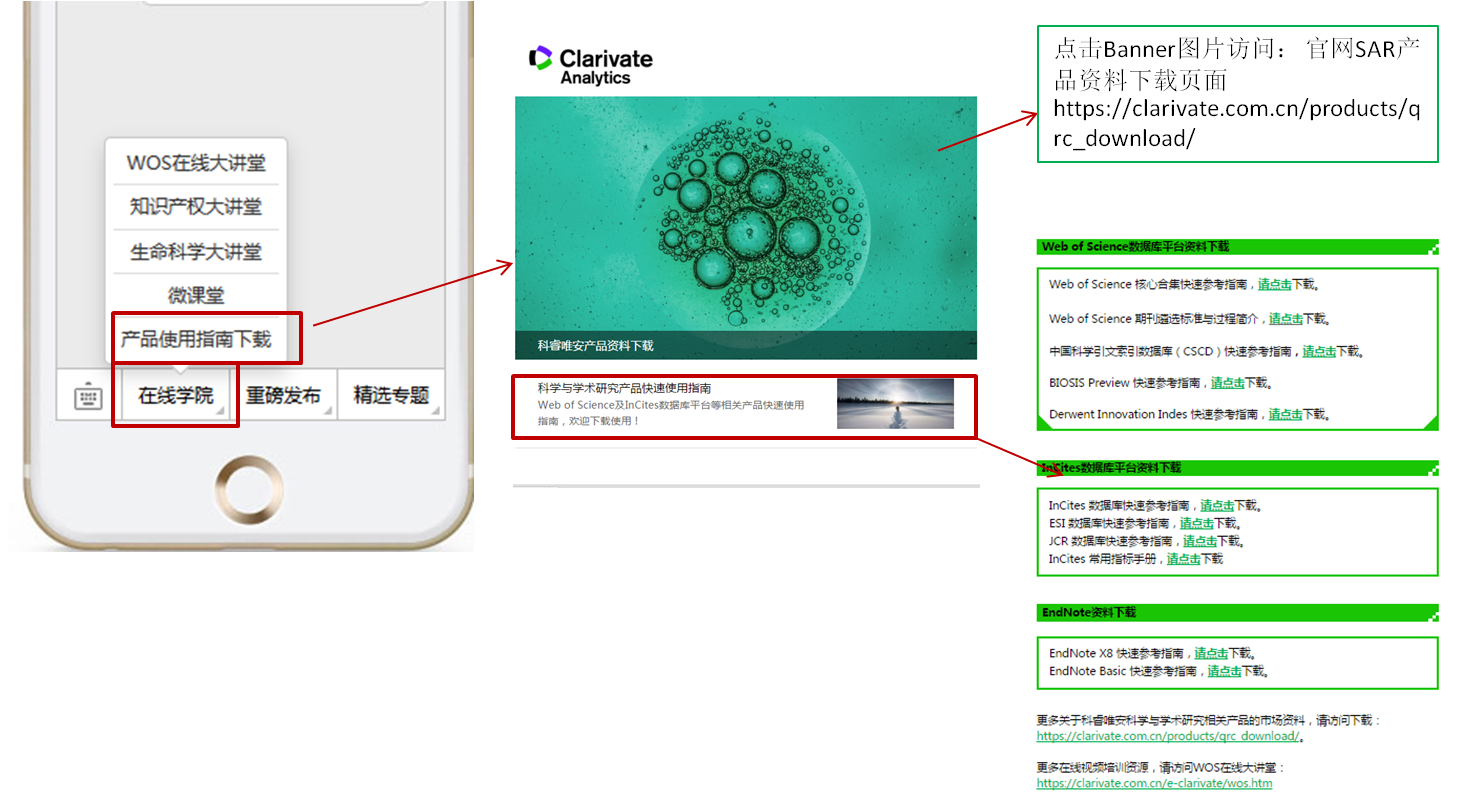 WOS在线大讲堂
知识产权大讲堂
生命科学大讲堂
微课堂
产品使用指南下载
在线学院
重磅发布
精选专题
Clarivate
Analytics
科睿唯安产品资料下载
科学与学术研究产品快速使用指南
Web of Science及InCites数据库平台等相关产品快速使用
指南，欢迎下载使用！
点击Banner图片访问： 官网SAR产
品资料下载页面
https://clarivate.com.cn/products/q
rc_download/
Web of Science数据库平台资料下载
Web of Science 核心合集快速参考指南，请点击下载。
Web of Science 期刊遴选标准与过程简介，请点击下载。
中国科学引文索引数据库（CSCD）快速参考指南，请点击下载。
BIOSIS Preview 快速参考指南，请点击下载。
Derwent Innovation Indes 快速参考指南，请点击下载。
InCites数据库平台资料下载
InCites 数据库快速参考指南，请点击下载。
ESI 数据库快速参考指南，请点击下载。
JCR 数据库快速参考指南，请点击下载。
InCites 常用指标手册，请点击下载
EndNote资料下载
EndNote X8 快速参考指南，请点击下载。
EndNote Basic 快速参考指南，请点击下载。
更多关于科睿唯安科学与学术研究相关产品的市场资料，请访问下载：
https://clarivate.com.cn/products/qrc_download/。
更多在线视频培训资源，请访问WOS在线大讲堂：
https://clarivate.com.cn/e-clarivate/wos.htm